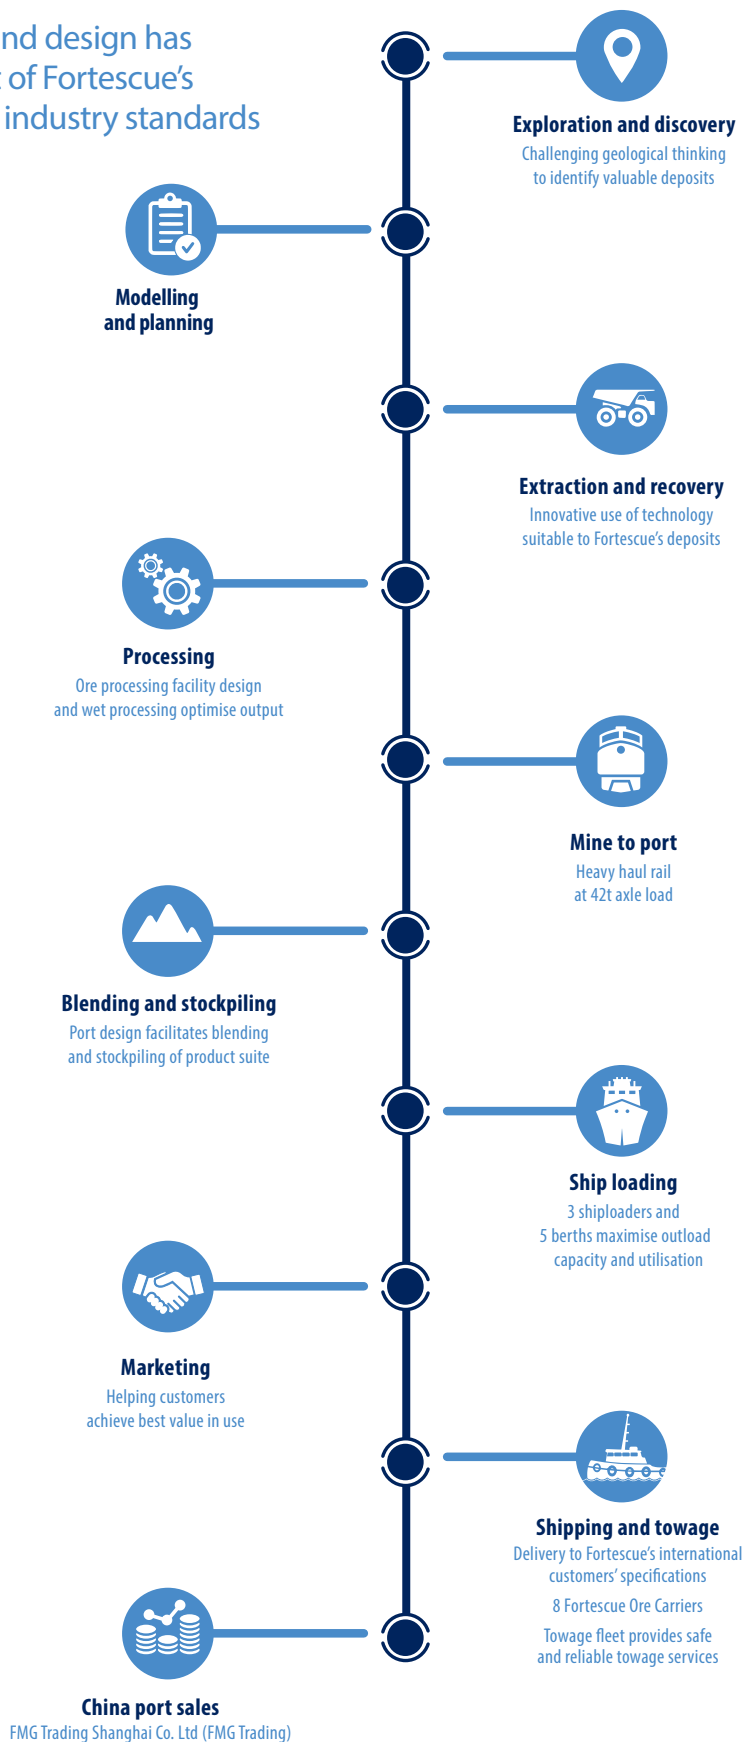 nd design has
of Fortescue's
industry standards
Exploration and discovery
Challenging geological thinking
to identify valuable deposits
Modelling
and planning
Extraction and recovery
Innovative use of technology
suitable to Fortescue's deposits
Processing
Ore processing facility design
and wet processing optimise output
Mine to port
Heavy haul rail
at 42t axle load
Blending and stockpiling
Port design facilitates blending
and stockpiling of product suite
Ship loading
3 shiploaders and
5 berths maximise outload
capacity and utilisation
Marketing
Helping customers
achieve best value in use
Shipping and towage
Delivery to Fortescue's international
customers' specifications
8 Fortescue Ore Carriers
Towage fleet provides safe
and reliable towage services
China port sales
FMG Trading Shanghai Co. Ltd (FMG Trading)